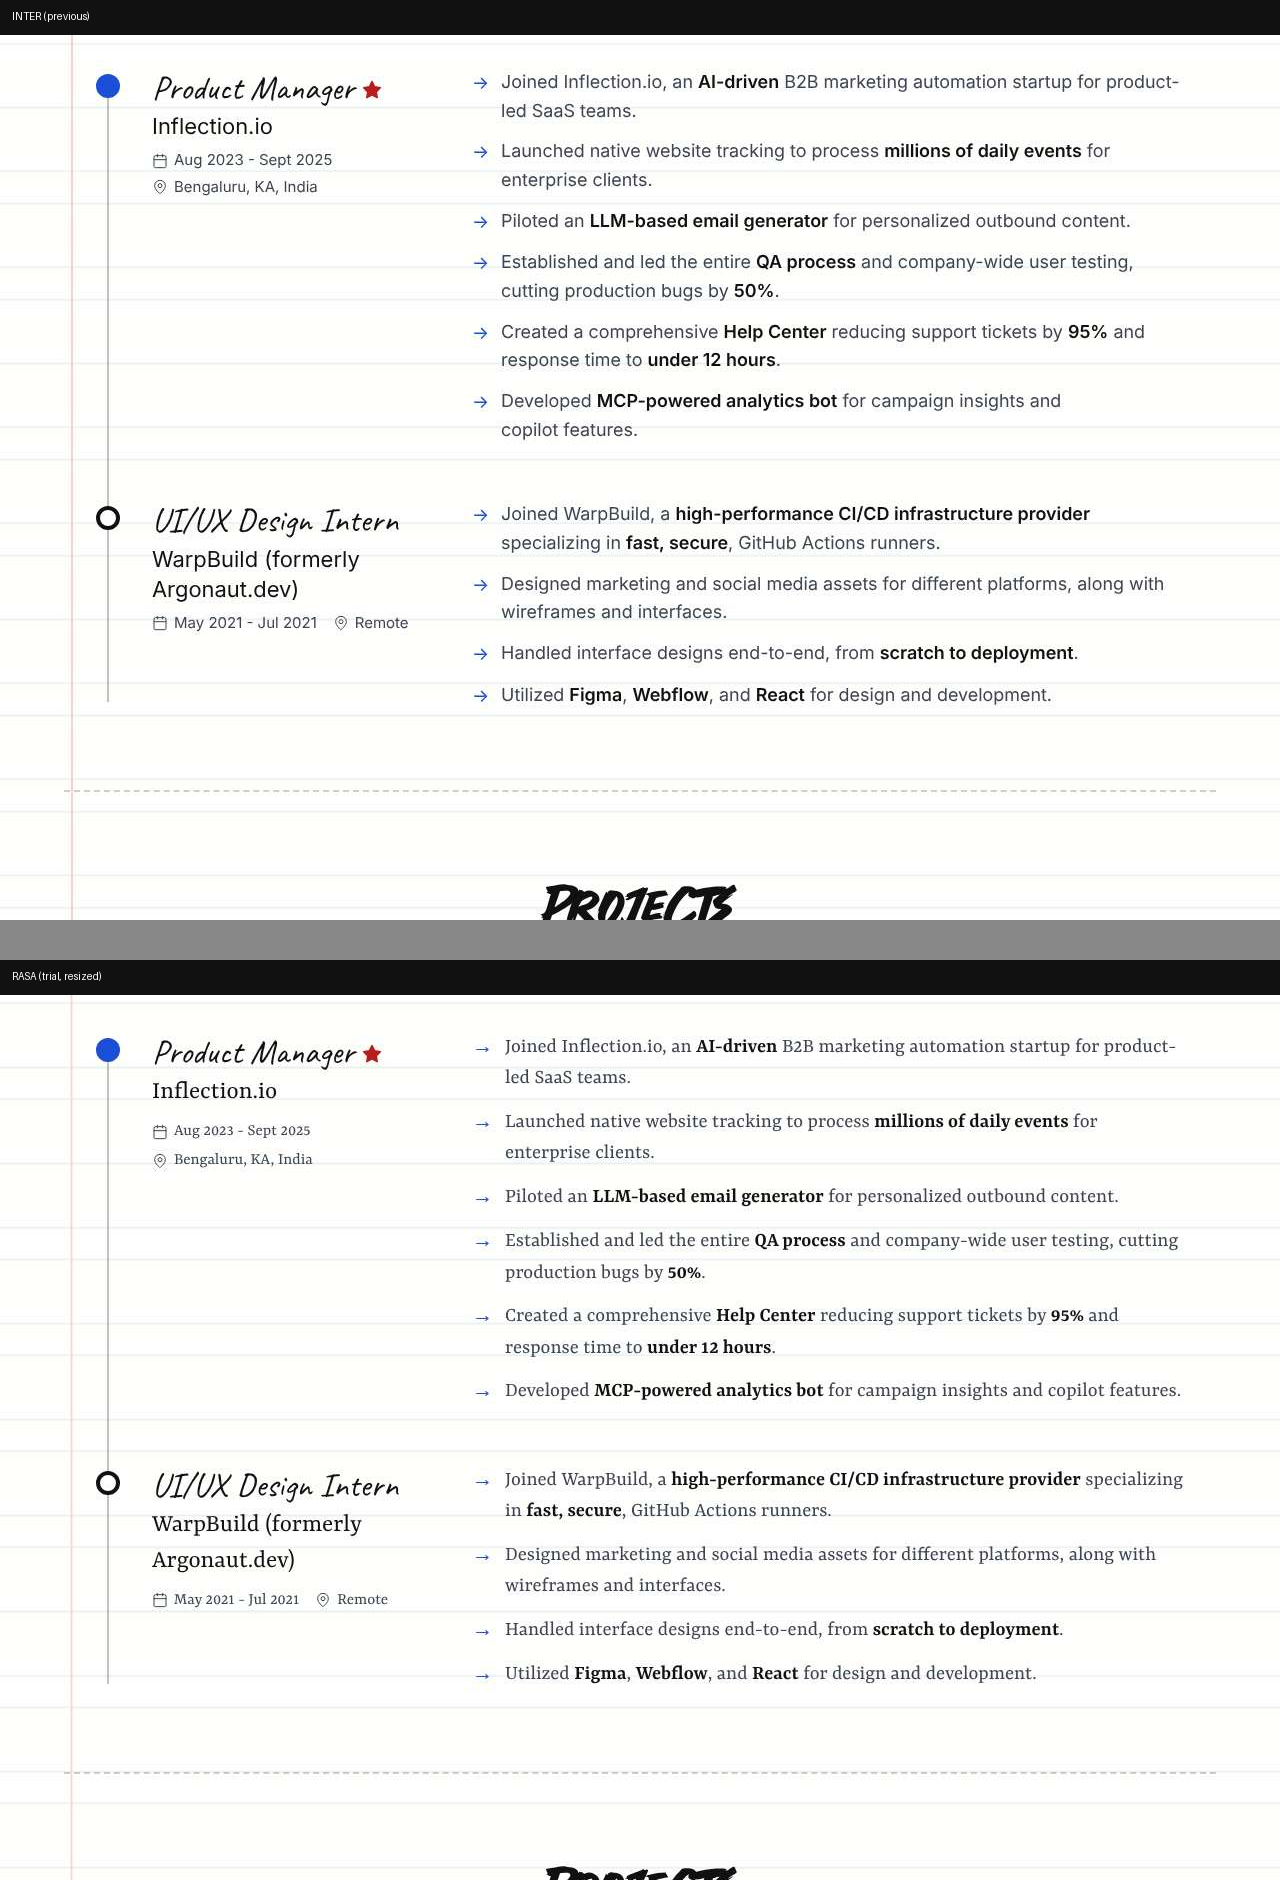 INTER (previous)
Product Manager
Inflection.io
Aug 2023 - Sept 2025
Bengaluru, KA, India
→ Joined Inflection.io, an AI-driven B2B marketing automation startup for product-
led SaaS teams.
→ Launched native website tracking to process millions of daily events for
enterprise clients.
→ Piloted an LLM-based email generator for personalized outbound content.
→ Established and led the entire QA process and company-wide user testing,
cutting production bugs by 50%.
→ Created a comprehensive Help Center reducing support tickets by 95% and
response time to under 12 hours.
→ Developed MCP-powered analytics bot for campaign insights and
copilot features.
UI/UX Design Intern
WarpBuild (formerly
Argonaut.dev)
May 2021 - Jul 2021 Remote
→ Joined WarpBuild, a high-performance CI/CD infrastructure provider
specializing in fast, secure, GitHub Actions runners.
→ Designed marketing and social media assets for different platforms, along with
wireframes and interfaces.
→ Handled interface designs end-to-end, from scratch to deployment.
→ Utilized Figma, Webflow, and React for design and development.
PROJECTS
RASA (trial, resized)
Product Manager
Inflection.io
Aug 2023 - Sept 2025
Bengaluru, KA, India
→ Joined Inflection.io, an AI-driven B2B marketing automation startup for product-
led SaaS teams.
→ Launched native website tracking to process millions of daily events for
enterprise clients.
→ Piloted an LLM-based email generator for personalized outbound content.
→ Established and led the entire QA process and company-wide user testing, cutting
production bugs by 50%.
→ Created a comprehensive Help Center reducing support tickets by 95% and
response time to under 12 hours.
→ Developed MCP-powered analytics bot for campaign insights and copilot features.
UI/UX Design Intern
WarpBuild (formerly
Argonaut.dev)
May 2021 - Jul 2021 Remote
→ Joined WarpBuild, a high-performance CI/CD infrastructure provider specializing
in fast, secure, GitHub Actions runners.
→ Designed marketing and social media assets for different platforms, along with
wireframes and interfaces.
→ Handled interface designs end-to-end, from scratch to deployment.
→ Utilized Figma, Webflow, and React for design and development.
PROJECTS